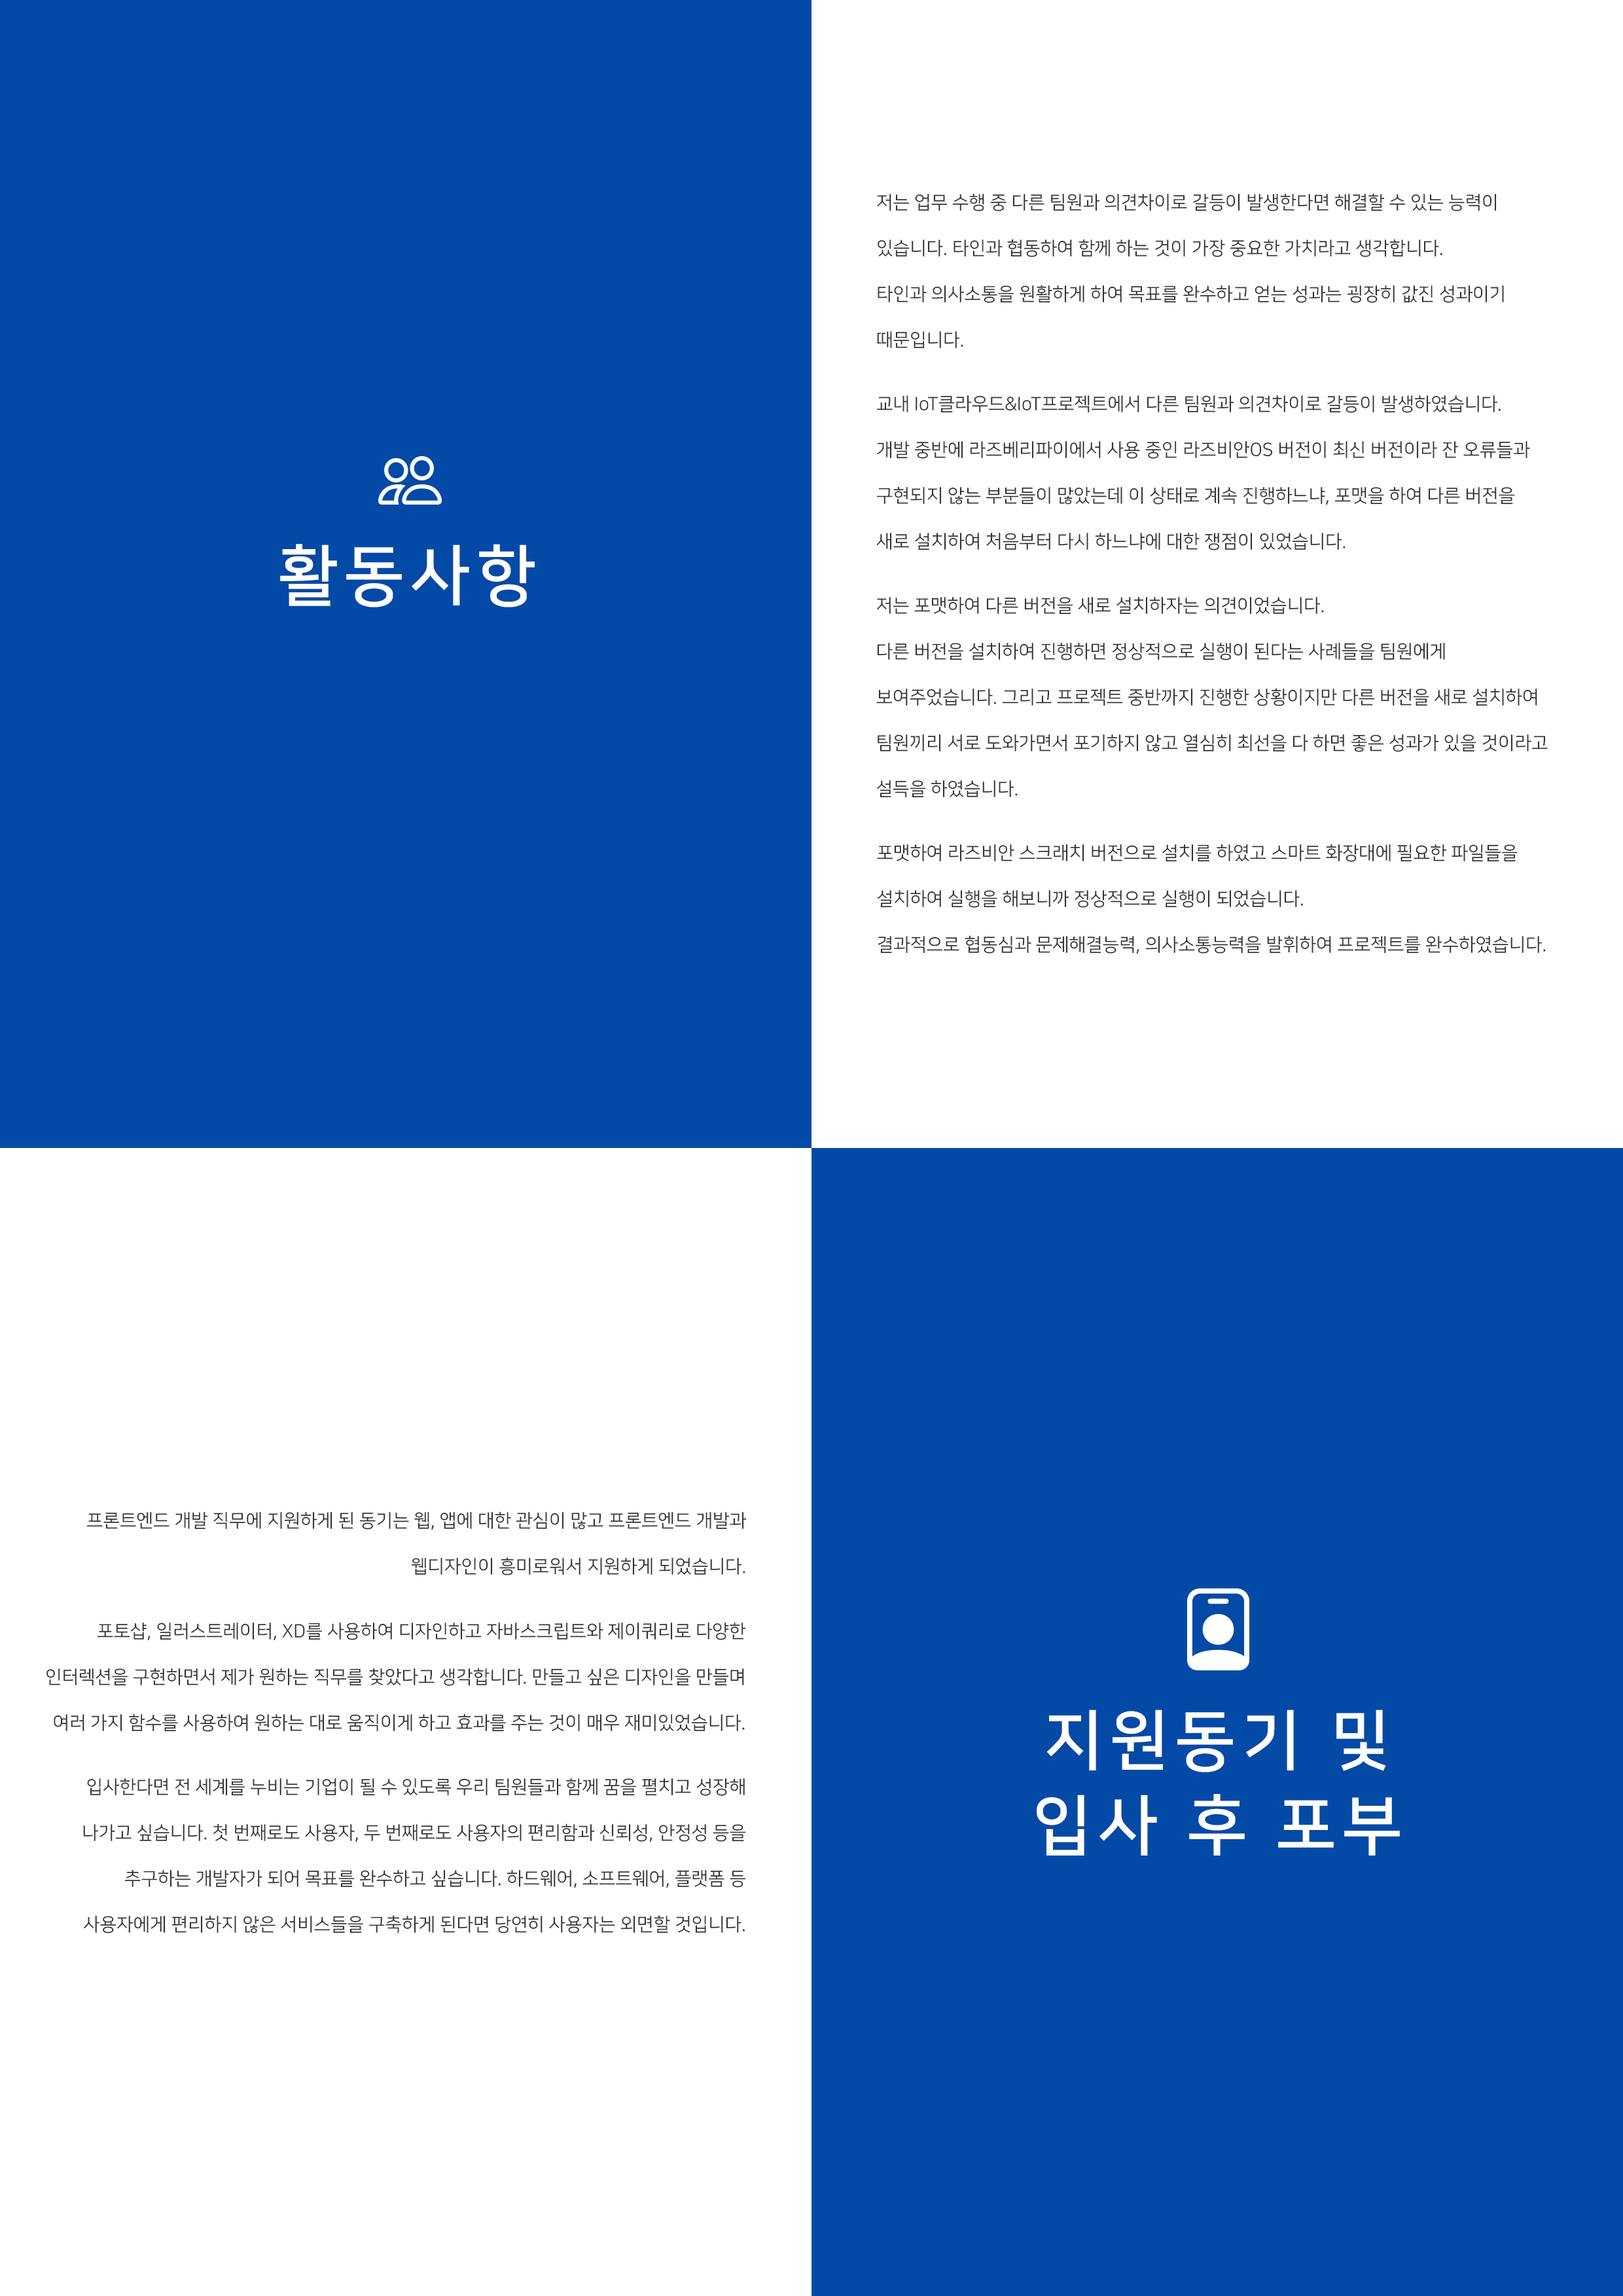 활동사항
저는 업무 수행 중 다른 팀원과 의견차이로 갈등이 발생한다면 해결할 수 있는 능력이
있습니다. 타인과 협동하여 함께 하는 것이 가장 중요한 가치라고 생각합니다.
타인과 의사소통을 원활하게 하여 목표를 완수하고 얻는 성과는 굉장히 값진 성과이기
때문입니다.
교내 IoT클라우드&IoT프로젝트에서 다른 팀원과 의견차이로 갈등이 발생하였습니다.
개발 중반에 라즈베리파이에서 사용 중인 라즈비안OS 버전이 최신 버전이라 잔 오류들과
구현되지 않는 부분들이 많았는데 이 상태로 계속 진행하느냐, 포맷을 하여 다른 버전을
새로 설치하여 처음부터 다시 하느냐에 대한 쟁점이 있었습니다.
저는 포맷하여 다른 버전을 새로 설치하자는 의견이었습니다.
다른 버전을 설치하여 진행하면 정상적으로 실행이 된다는 사례들을 팀원에게
보여주었습니다. 그리고 프로젝트 중반까지 진행한 상황이지만 다른 버전을 새로 설치하여
팀원끼리 서로 도와가면서 포기하지 않고 열심히 최선을 다 하면 좋은 성과가 있을 것이라고
설득을 하였습니다.
포맷하여 라즈비안 스크래치 버전으로 설치를 하였고 스마트 화장대에 필요한 파일들을
설치하여 실행을 해보니까 정상적으로 실행이 되었습니다.
결과적으로 협동심과 문제해결능력, 의사소통능력을 발휘하여 프로젝트를 완수하였습니다.
프론트엔드 개발 직무에 지원하게 된 동기는 웹, 앱에 대한 관심이 많고 프론트엔드 개발과
웹디자인이 흥미로워서 지원하게 되었습니다.
포토샵, 일러스트레이터, XD를 사용하여 디자인하고 자바스크립트와 제이쿼리로 다양한
인터렉션을 구현하면서 제가 원하는 직무를 찾았다고 생각합니다. 만들고 싶은 디자인을 만들며
여러 가지 함수를 사용하여 원하는 대로 움직이게 하고 효과를 주는 것이 매우 재미있었습니다.
입사한다면 전 세계를 누비는 기업이 될 수 있도록 우리 팀원들과 함께 꿈을 펼치고 성장해
나가고 싶습니다. 첫 번째로도 사용자, 두 번째로도 사용자의 편리함과 신뢰성, 안정성 등을
추구하는 개발자가 되어 목표를 완수하고 싶습니다. 하드웨어, 소프트웨어, 플랫폼 등
사용자에게 편리하지 않은 서비스들을 구축하게 된다면 당연히 사용자는 외면할 것입니다.
지원동기 및
입사 후 포부